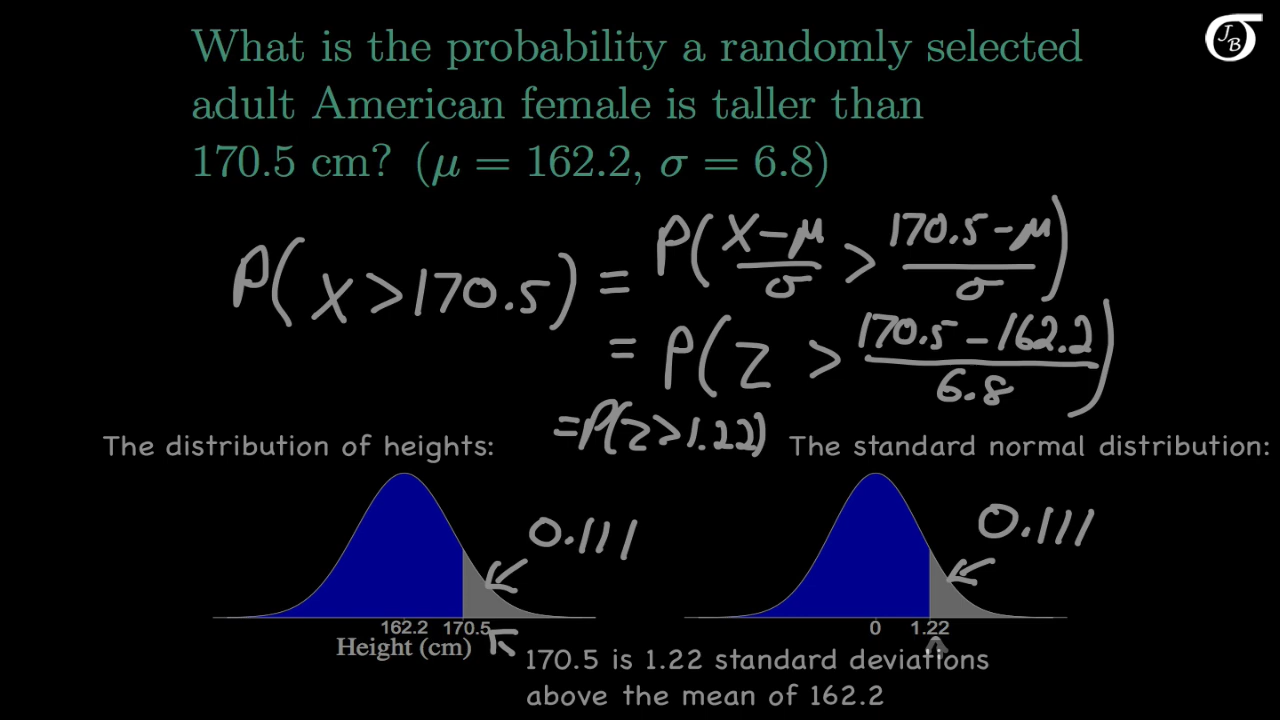 What is the probability a randomly selected
adult American female is taller than
170.5 cm? (μ = 162.2, σ = 6.8)
σ
JB
P(X > 170.5) = P((X − μ)/σ > (170.5 − μ)/σ)
= P(Z > (170.5 − 162.2)/6.8)
= P(Z > 1.22)
The distribution of heights:
0.111
162.2 170.5
Height (cm)
The standard normal distribution:
0.111
0 1.22
170.5 is 1.22 standard deviations
above the mean of 162.2